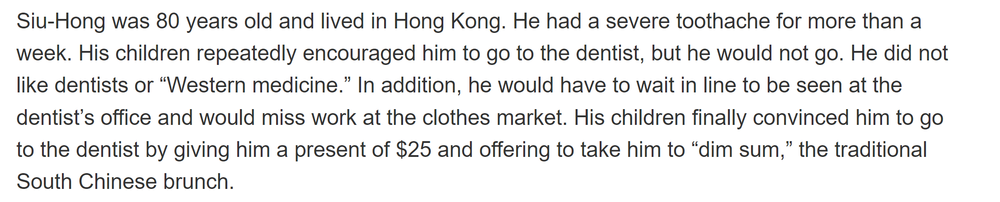 Siu-Hong was 80 years old and lived in Hong Kong. He had a severe toothache for more than a
week. His children repeatedly encouraged him to go to the dentist, but he would not go. He did not
like dentists or “Western medicine.” In addition, he would have to wait in line to be seen at the
dentist’s office and would miss work at the clothes market. His children finally convinced him to go
to the dentist by giving him a present of $25 and offering to take him to “dim sum,” the traditional
South Chinese brunch.